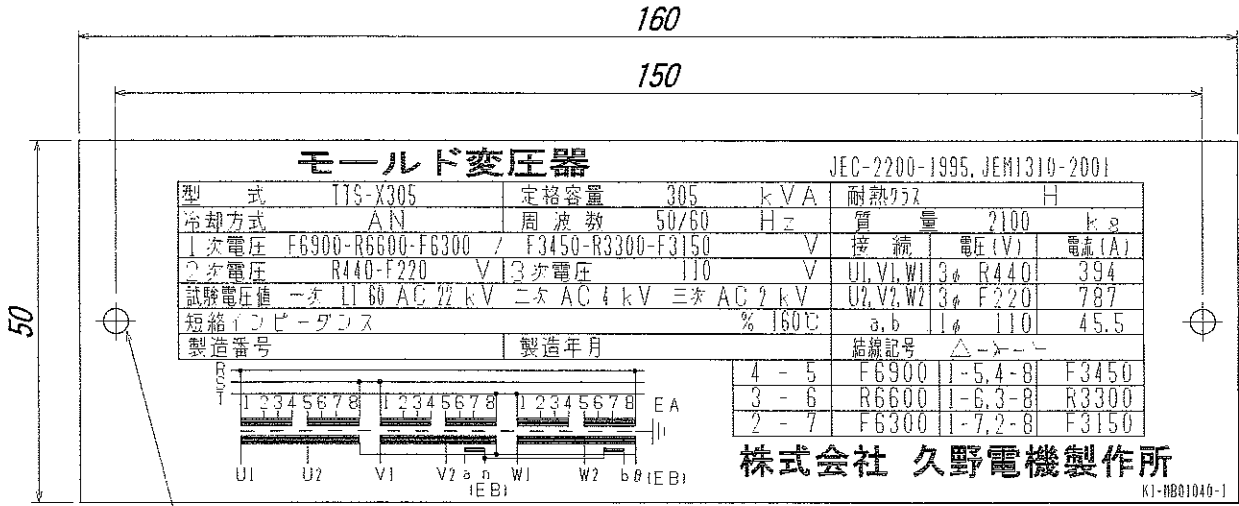 160
150
50
モールド変圧器 JEC-2200-1995, JEM1310-2001
型 式 TTS-X305 定格容量 305 kVA 耐熱クラス H
冷却方式 AN 周波数 50/60 Hz 質 量 2100 kg
1次電圧 F6900-R6600-F6300 / F3450-R3300-F3150 V 接 続 電圧(V) 電流(A)
2次電圧 R440-F220 V 3次電圧 110 V U1,V1,W1 3φ R440 394
試験電圧値 一次 LI 60 AC 22 kV 二次 AC 4 kV 三次 AC 2 kV U2,V2,W2 3φ F220 787
短絡インピーダンス % 160℃ a,b 1φ 110 45.5
製造番号 製造年月 結線記号
R
S
T
4 - 5 F6900 1-5,4-8 F3450
3 - 6 R6600 1-6,3-8 R3300
2 - 7 F6300 1-7,2-8 F3150
1 2 3 4 5 6 7 8 1 2 3 4 5 6 7 8 1 2 3 4 5 6 7 8 EA
U1 U2 V1 V2 a n W1 W2 b
(EB) (EB)
株式会社 久野電機製作所
K1-MB01040-1